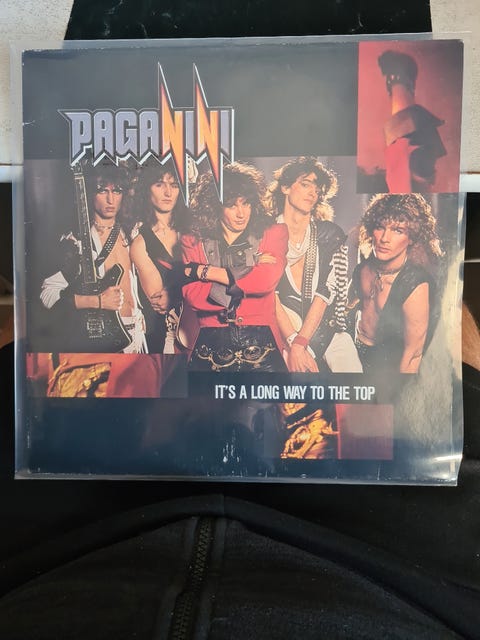 PAGANINI
IT'S A LONG WAY TO THE TOP